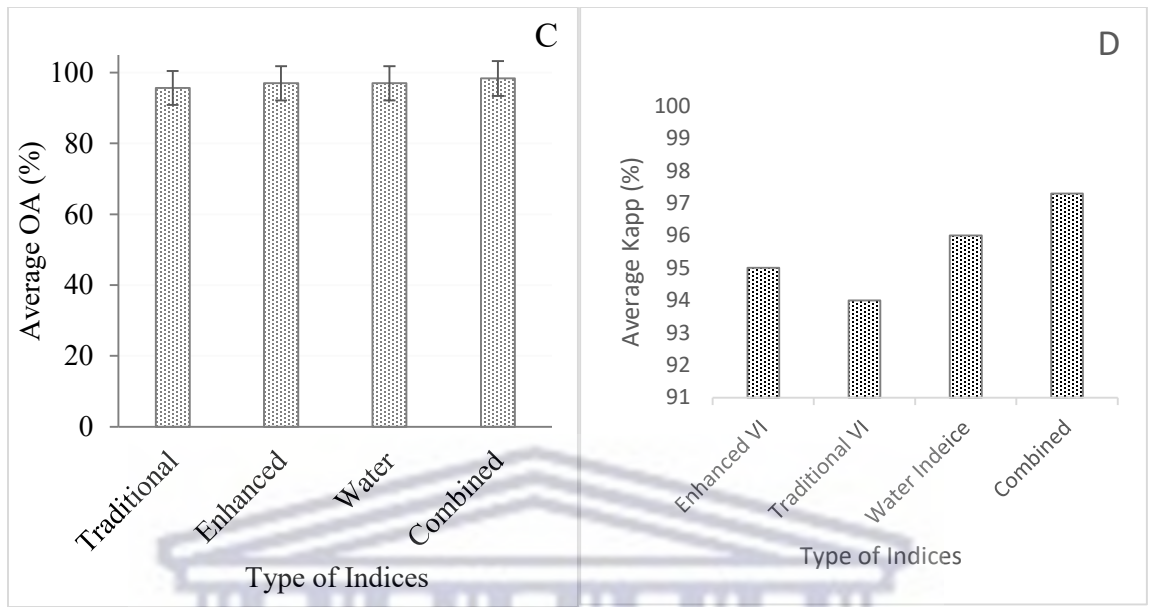 C
100
80
60
40
20
0
Average OA (%)
Traditional
Enhanced
Water
Combined
Type of Indices
D
100
99
98
97
96
95
94
93
92
91
Average Kapp (%)
Enhanced VI
Traditional VI
Water Indeice
Combined
Type of Indices